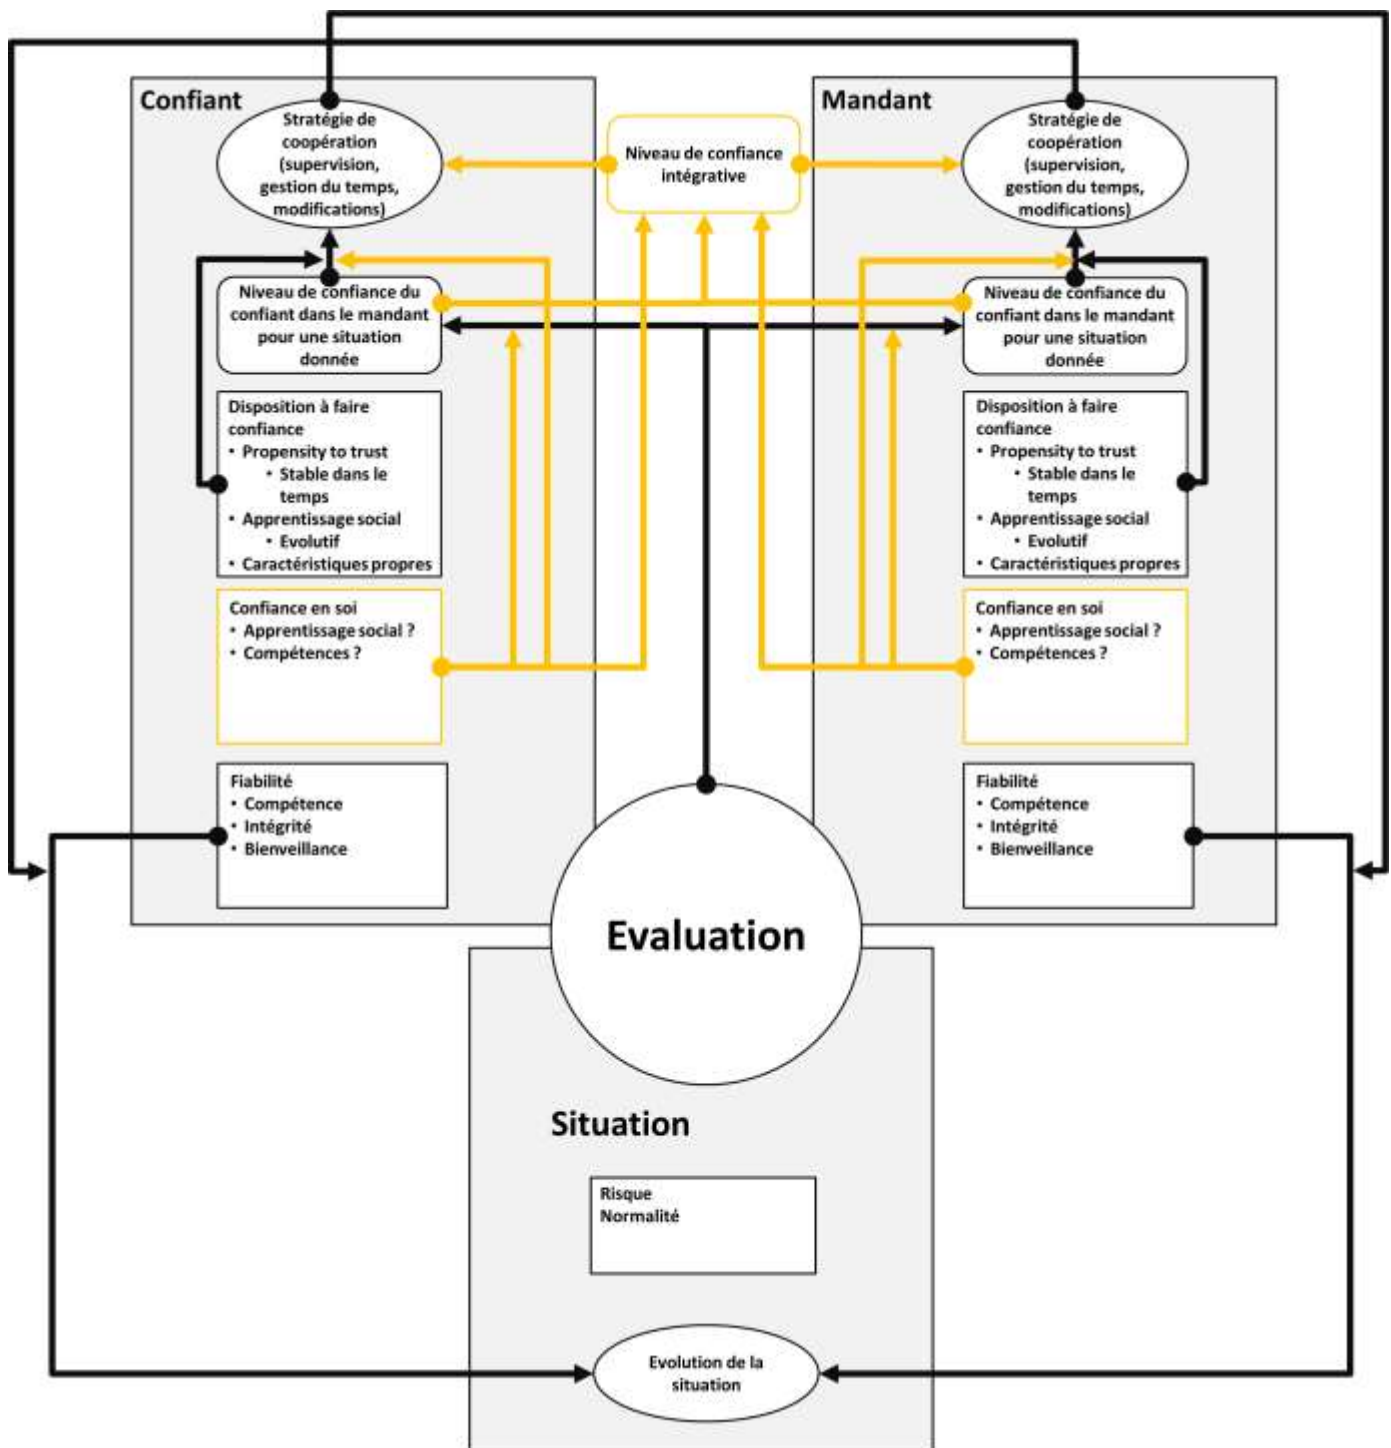 Confiant
Stratégie de
coopération
(supervision,
gestion du temps,
modifications)
Niveau de confiance du
confiant dans le mandant
pour une situation
donnée
Disposition à faire
confiance
• Propensity to trust
• Stable dans le
temps
• Apprentissage social
• Evolutif
• Caractéristiques propres
Confiance en soi
• Apprentissage social ?
• Compétences ?
Fiabilité
• Compétence
• Intégrité
• Bienveillance
Niveau de confiance
intégrative
Mandant
Stratégie de
coopération
(supervision,
gestion du temps,
modifications)
Niveau de confiance du
confiant dans le mandant
pour une situation
donnée
Disposition à faire
confiance
• Propensity to trust
• Stable dans le
temps
• Apprentissage social
• Evolutif
• Caractéristiques propres
Confiance en soi
• Apprentissage social ?
• Compétences ?
Fiabilité
• Compétence
• Intégrité
• Bienveillance
Evaluation
Situation
Risque
Normalité
Evolution de la
situation